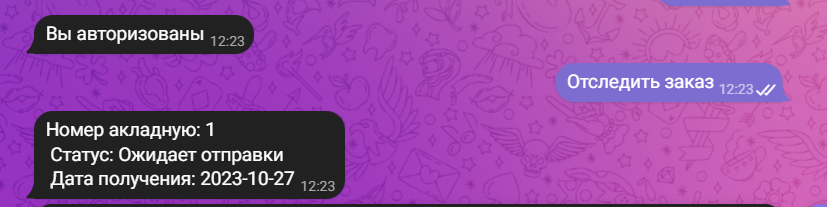 Вы авторизованы 12:23
Отследить заказ 12:23
Номер акладную: 1
Статус: Ожидает отправки
Дата получения: 2023-10-27 12:23